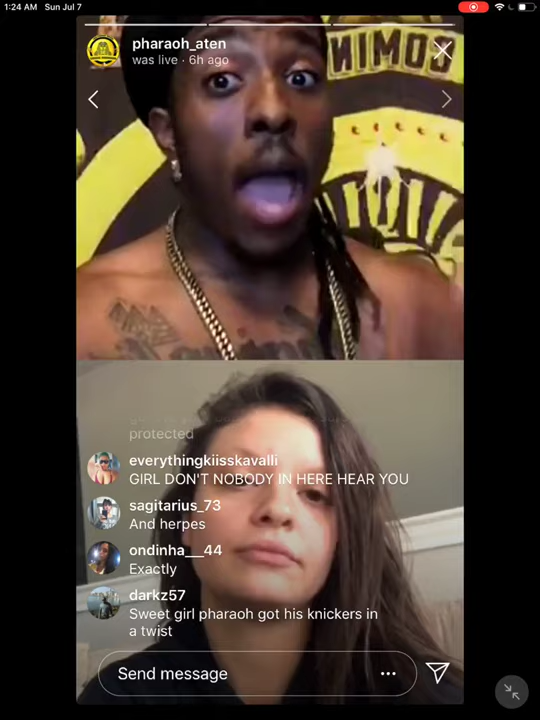 1:24 AM Sun Jul 7
pharaoh_aten
was live · 6h ago
protected
everythingkiisskavalli
GIRL DON'T NOBODY IN HERE HEAR YOU
sagitarius_73
And herpes
ondinha___44
Exactly
darkz57
Sweet girl pharaoh got his knickers in
a twist
Send message